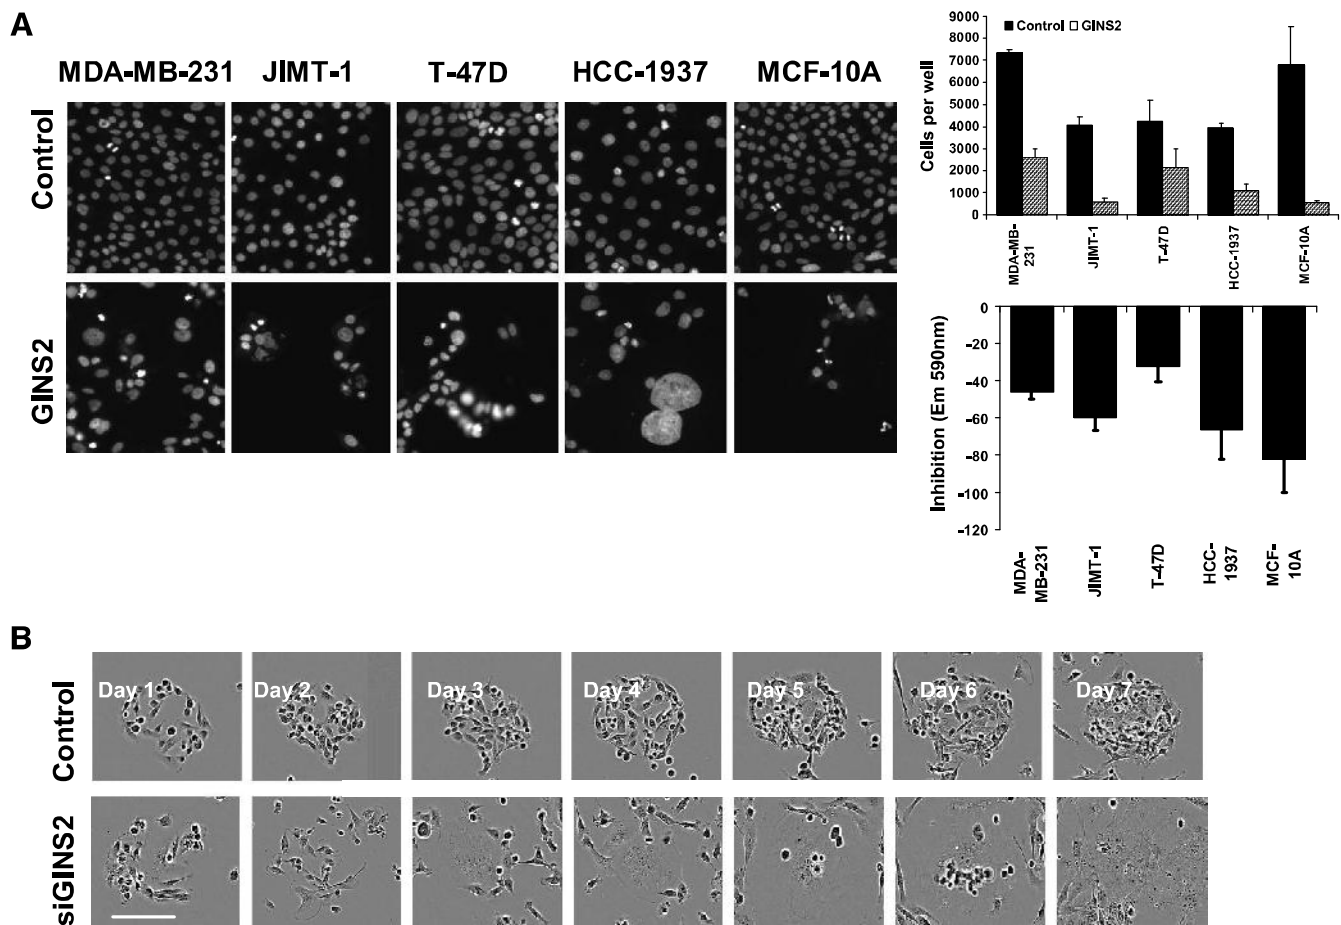 A
MDA-MB-231 JIMT-1 T-47D HCC-1937 MCF-10A
Control
GINS2
Control GINS2
Cells per well
9000
8000
7000
6000
5000
4000
3000
2000
1000
0
MDA-MB-
231
JIMT-1
T-47D
HCC-1937
MCF-10A
Inhibition (Em 590nm)
0
-20
-40
-60
-80
-100
-120
MDA-
MB-231
JIMT-1
T-47D
HCC-
1937
MCF-
10A
B
Control
Day 1 Day 2 Day 3 Day 4 Day 5 Day 6 Day 7
siGINS2